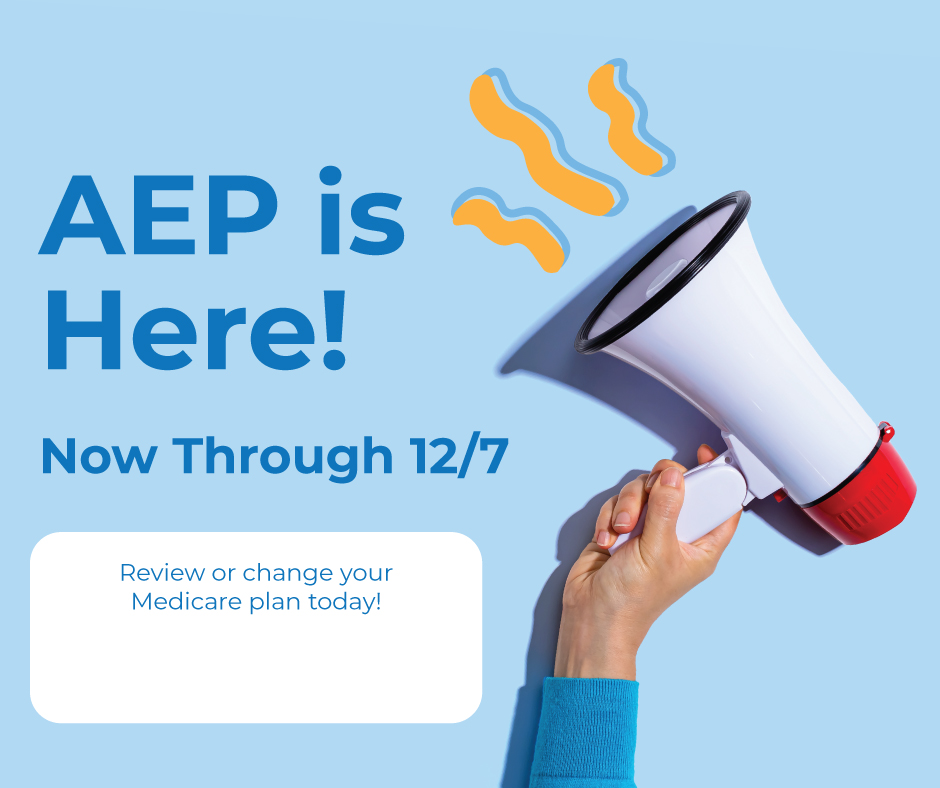 AEP is
Here!
Now Through 12/7
Review or change your
Medicare plan today!